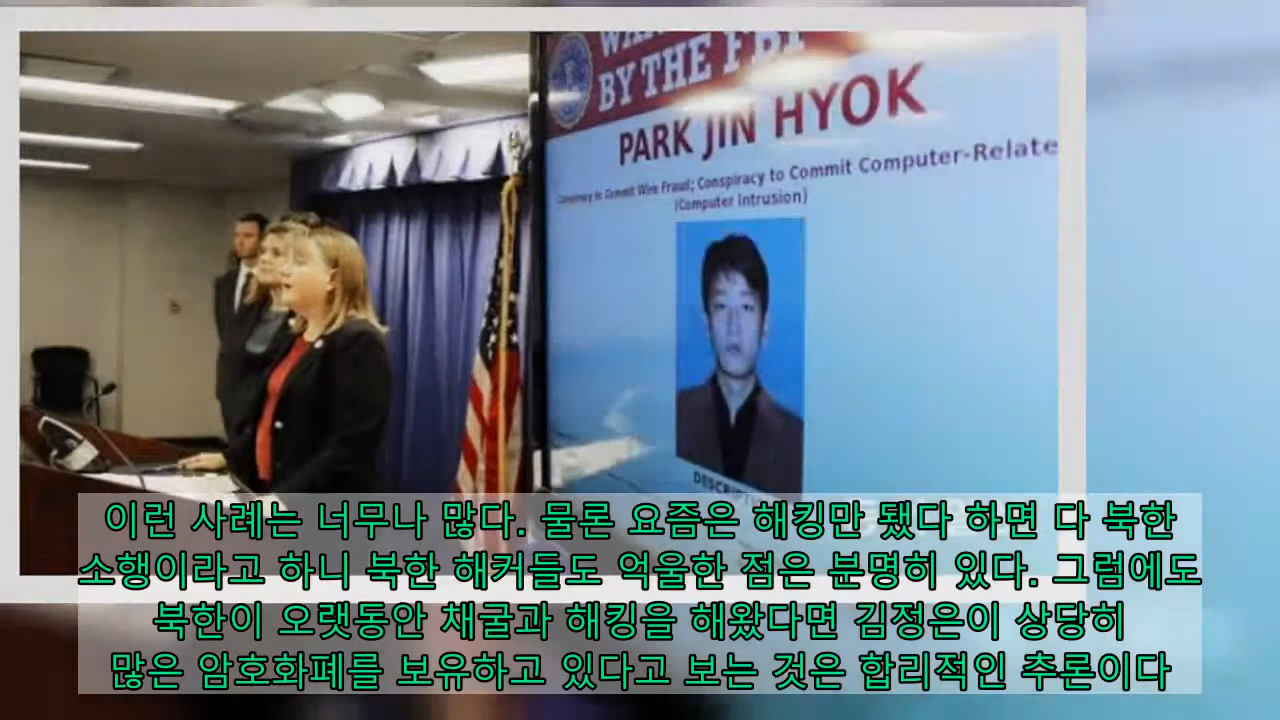 BY THE FBI
PARK JIN HYOK
Conspiracy to Commit Wire Fraud; Conspiracy to Commit Computer-Relate
(Computer Intrusion)
이런 사례는 너무나 많다. 물론 요즘은 해킹만 됐다 하면 다 북한
소행이라고 하니 북한 해커들도 억울한 점은 분명히 있다. 그럼에도
북한이 오랫동안 채굴과 해킹을 해왔다면 김정은이 상당히
많은 암호화폐를 보유하고 있다고 보는 것은 합리적인 추론이다